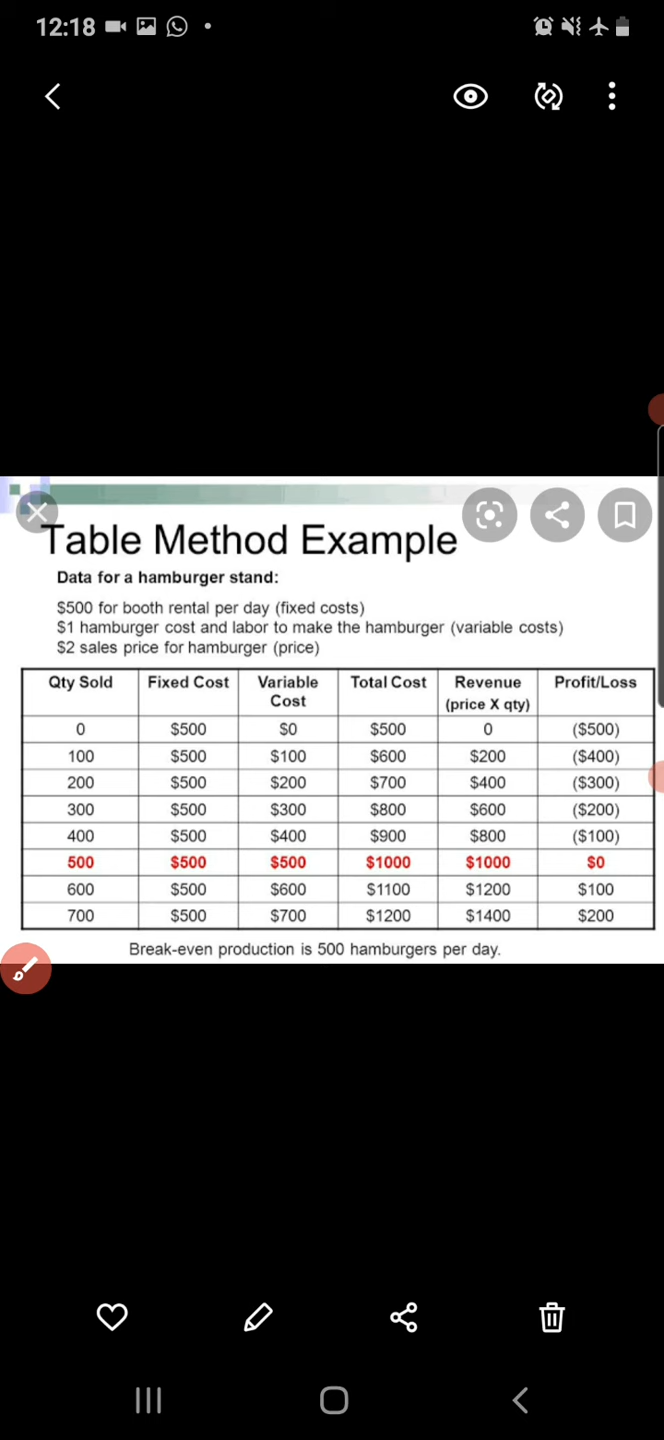 12:18
Table Method Example
Data for a hamburger stand:
$500 for booth rental per day (fixed costs)
$1 hamburger cost and labor to make the hamburger (variable costs)
$2 sales price for hamburger (price)
Qty Sold Fixed Cost Variable Cost Total Cost Revenue (price X qty) Profit/Loss
0 $500 $0 $500 0 ($500)
100 $500 $100 $600 $200 ($400)
200 $500 $200 $700 $400 ($300)
300 $500 $300 $800 $600 ($200)
400 $500 $400 $900 $800 ($100)
500 $500 $500 $1000 $1000 $0
600 $500 $600 $1100 $1200 $100
700 $500 $700 $1200 $1400 $200
Break-even production is 500 hamburgers per day.